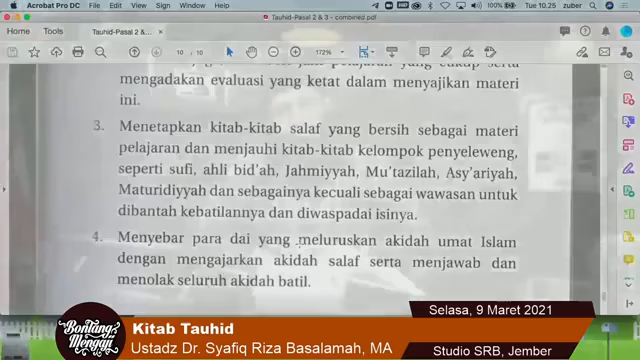 Acrobat Pro DC File Edit View Window Help
100% Tue 10.25 zuber
Tauhid-Pasal 2 & 3 - combined.pdf
Home Tools Tauhid-Pasal 2 & 3... ×
10 / 10 172%
mengadakan evaluasi yang ketat dalam menyajikan materi
ini.
3. Menetapkan kitab-kitab salaf yang bersih sebagai materi
pelajaran dan menjauhi kitab-kitab kelompok penyeleweng,
seperti sufi, ahli bid'ah, Jahmiyyah, Mu'tazilah, Asy'ariyah,
Maturidiyyah dan sebagainya kecuali sebagai wawasan untuk
dibantah kebatilannya dan diwaspadai isinya.
4. Menyebar para dai yang meluruskan akidah umat Islam
dengan mengajarkan akidah salaf serta menjawab dan
menolak seluruh akidah batil.
Selasa, 9 Maret 2021
Bontang
Mengaji
Kitab Tauhid
Ustadz Dr. Syafiq Riza Basalamah, MA
Studio SRB, Jember